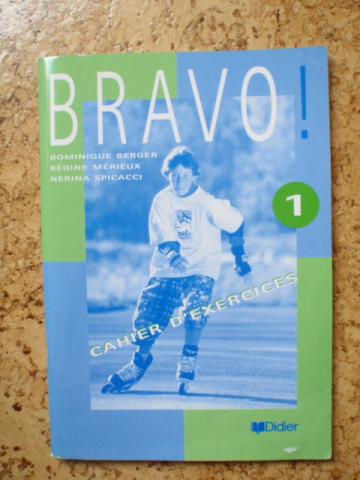 BRAVO!
DOMINIQUE BERGER
RÉGINE MÉRIEUX
NERINA SPICACCI
1
CAHIER D'EXERCICES
Didier